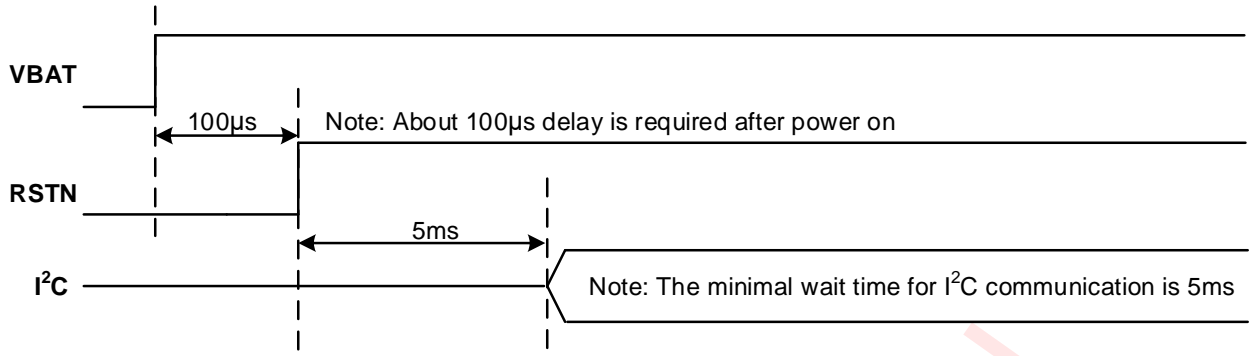 VBAT
100µs
Note: About 100µs delay is required after power on
RSTN
5ms
I²C
Note: The minimal wait time for I²C communication is 5ms